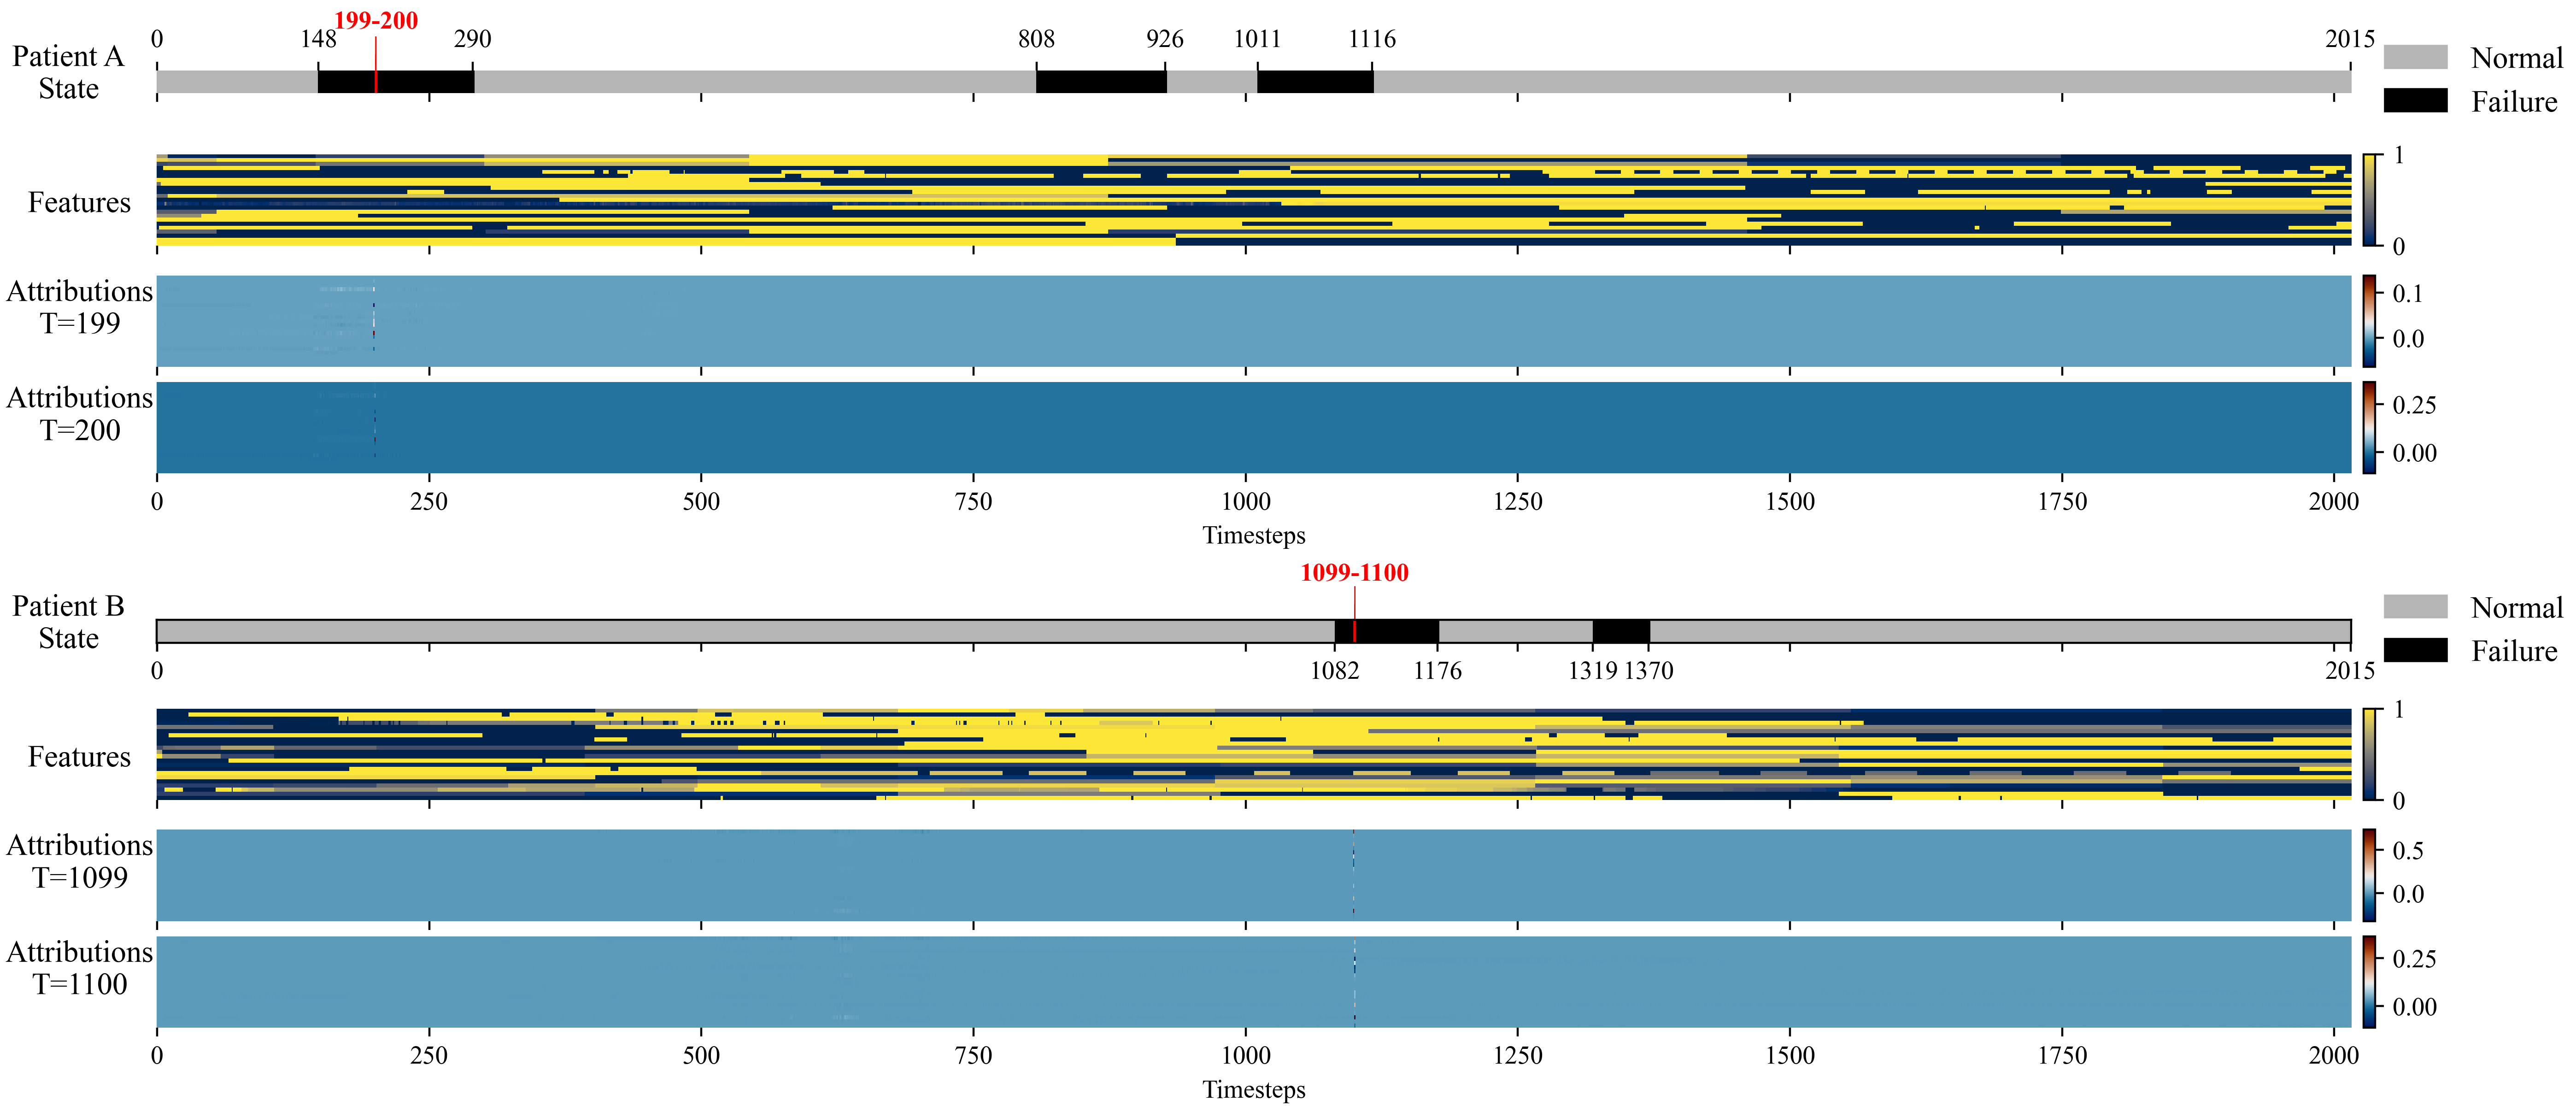 199-200
0 148 290 808 926 1011 1116 2015
Patient A
State
Normal
Failure
Features
1
0
Attributions
T=199
0.1
0.0
Attributions
T=200
0.25
0.00
0 250 500 750 1000 1250 1500 1750 2000
Timesteps
1099-1100
Patient B
State
Normal
Failure
0 1082 1176 1319 1370 2015
Features
1
0
Attributions
T=1099
0.5
0.0
Attributions
T=1100
0.25
0.00
0 250 500 750 1000 1250 1500 1750 2000
Timesteps